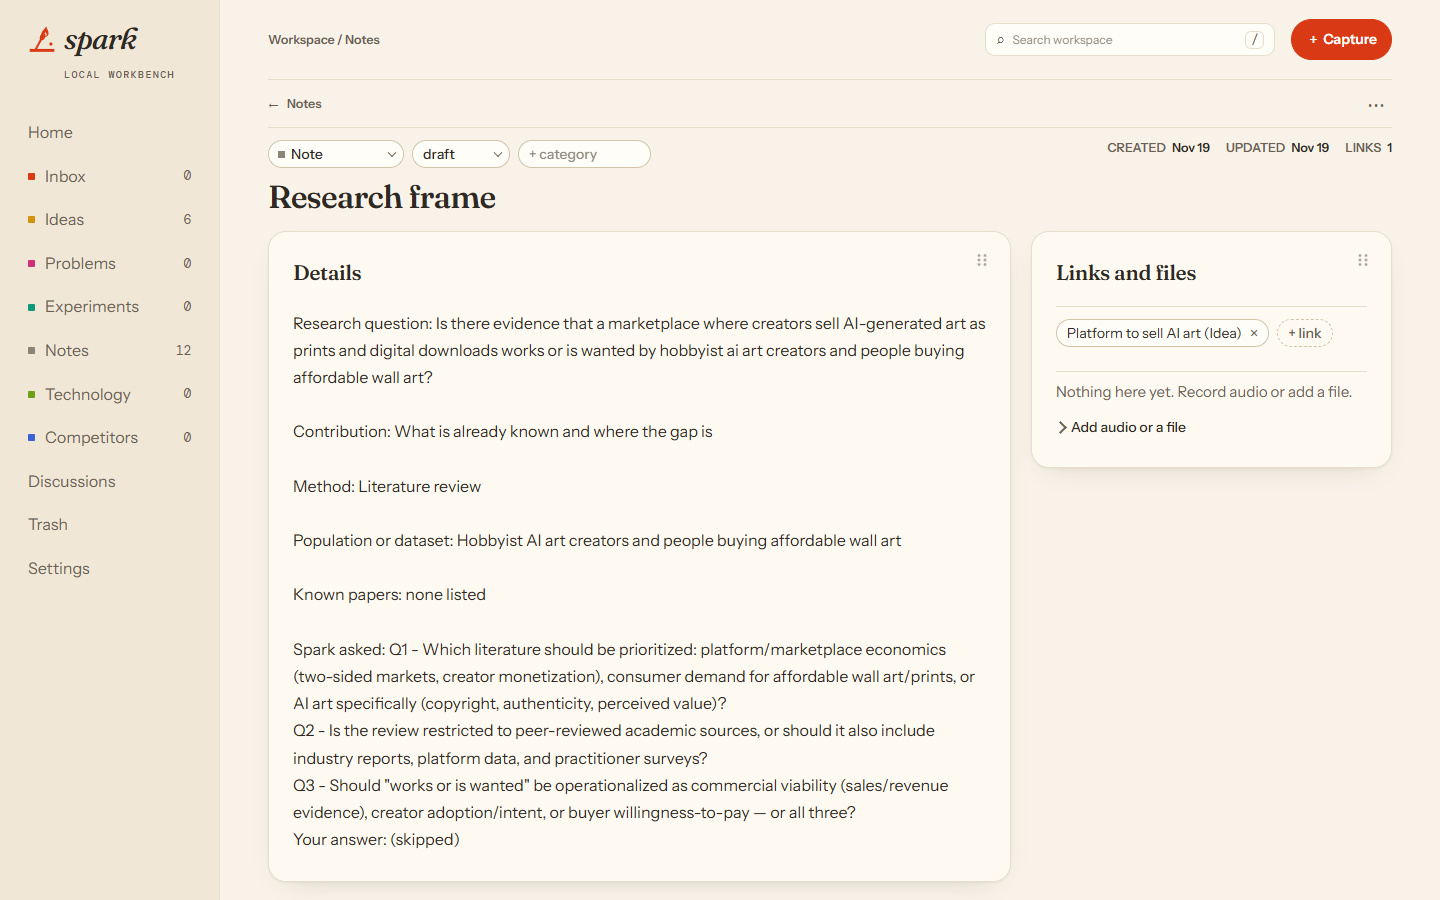 spark
LOCAL WORKBENCH
Home
Inbox 0
Ideas 6
Problems 0
Experiments 0
Notes 12
Technology 0
Competitors 0
Discussions
Trash
Settings
Workspace / Notes
Search workspace /
+ Capture
← Notes
...
Note
draft
+ category
CREATED Nov 19 UPDATED Nov 19 LINKS 1
Research frame
Details
Research question: Is there evidence that a marketplace where creators sell AI-generated art as
prints and digital downloads works or is wanted by hobbyist ai art creators and people buying
affordable wall art?
Contribution: What is already known and where the gap is
Method: Literature review
Population or dataset: Hobbyist AI art creators and people buying affordable wall art
Known papers: none listed
Spark asked: Q1 - Which literature should be prioritized: platform/marketplace economics
(two-sided markets, creator monetization), consumer demand for affordable wall art/prints, or
AI art specifically (copyright, authenticity, perceived value)?
Q2 - Is the review restricted to peer-reviewed academic sources, or should it also include
industry reports, platform data, and practitioner surveys?
Q3 - Should "works or is wanted" be operationalized as commercial viability (sales/revenue
evidence), creator adoption/intent, or buyer willingness-to-pay — or all three?
Your answer: (skipped)
Links and files
Platform to sell AI art (Idea) ×
+ link
Nothing here yet. Record audio or add a file.
Add audio or a file